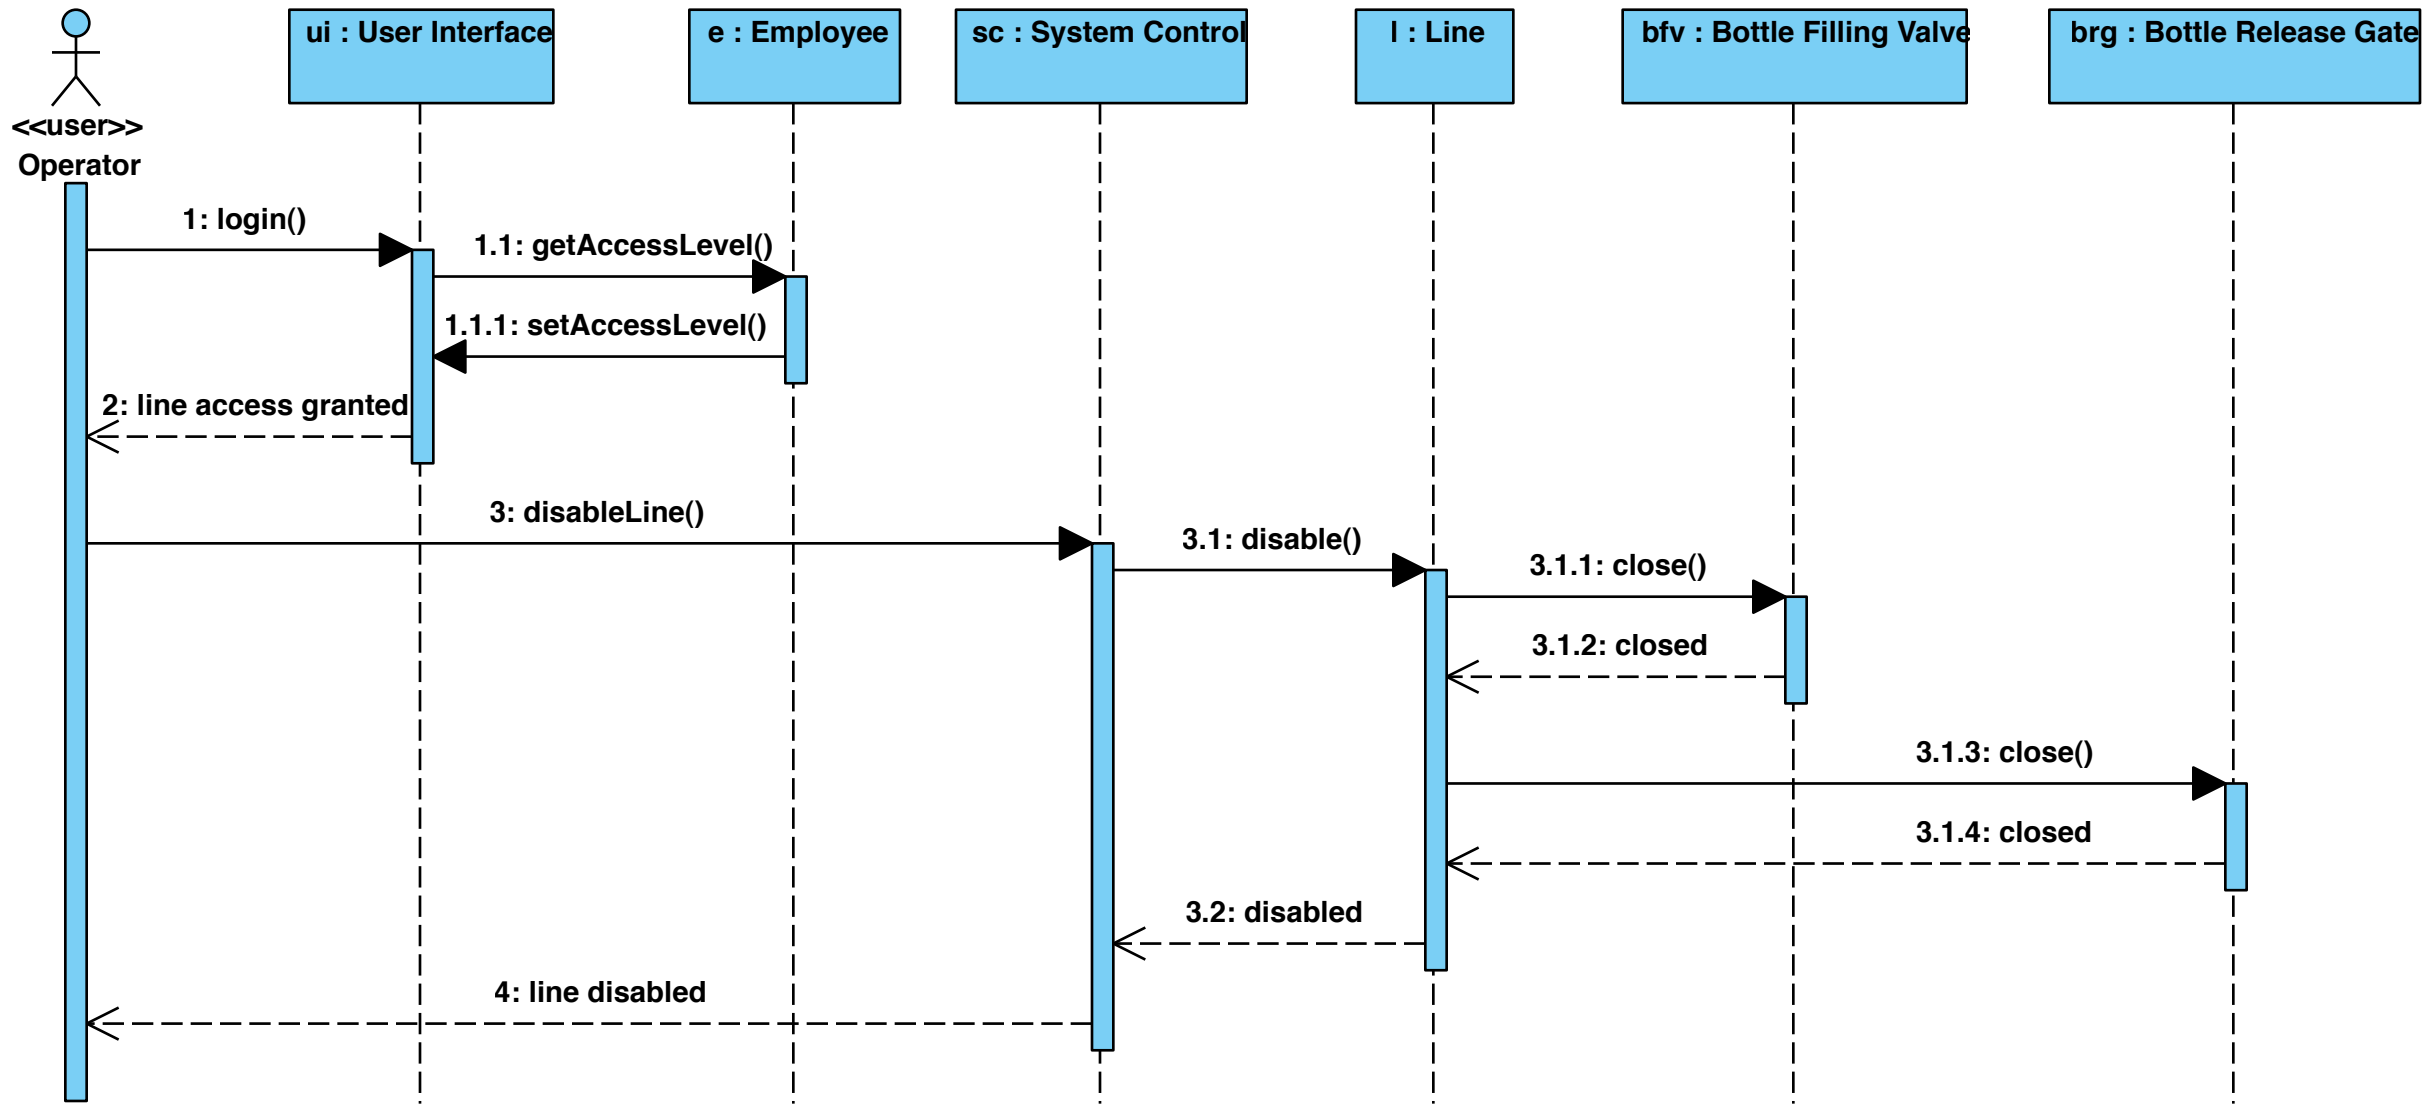 ui : User Interface
e : Employee
sc : System Control
l : Line
bfv : Bottle Filling Valve
brg : Bottle Release Gate
<<user>>
Operator
1: login()
1.1: getAccessLevel()
1.1.1: setAccessLevel()
2: line access granted
3: disableLine()
3.1: disable()
3.1.1: close()
3.1.2: closed
3.1.3: close()
3.1.4: closed
3.2: disabled
4: line disabled